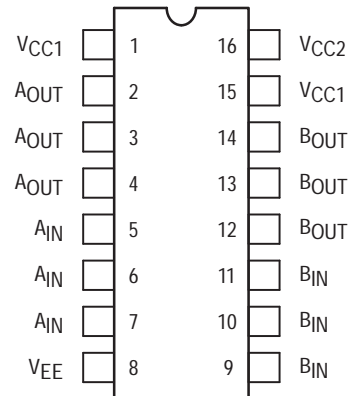 VCC1 1 16 VCC2
AOUT 2 15 VCC1
AOUT 3 14 BOUT
AOUT 4 13 BOUT
AIN 5 12 BOUT
AIN 6 11 BIN
AIN 7 10 BIN
VEE 8 9 BIN